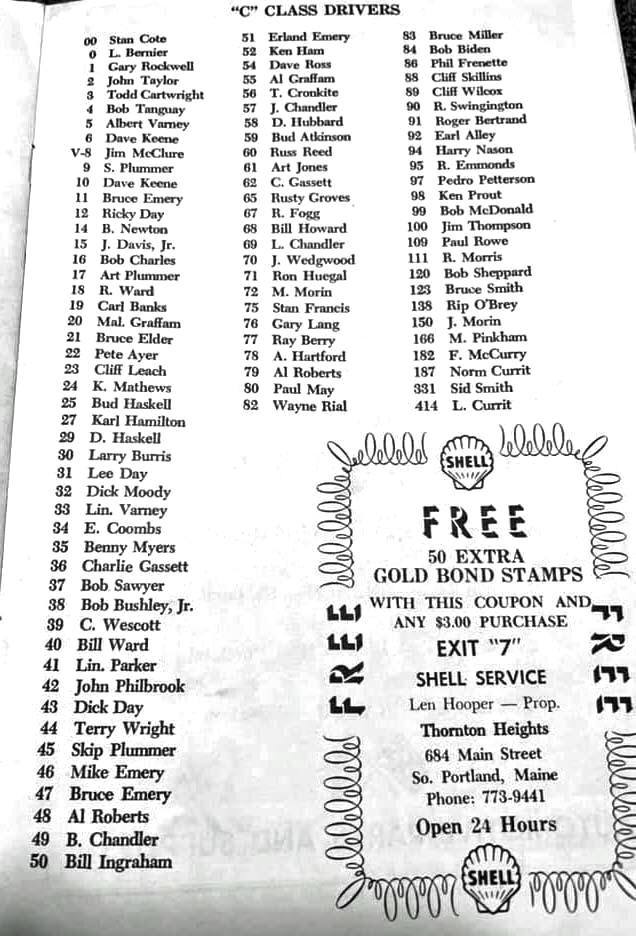 "C" CLASS DRIVERS
00 Stan Cote
0 L. Bernier
1 Gary Rockwell
2 John Taylor
3 Todd Cartwright
4 Bob Tanguay
5 Albert Varney
6 Dave Keene
V-8 Jim McClure
9 S. Plummer
10 Dave Keene
11 Bruce Emery
12 Ricky Day
14 B. Newton
15 J. Davis, Jr.
16 Bob Charles
17 Art Plummer
18 R. Ward
19 Carl Banks
20 Mal. Graffam
21 Bruce Elder
22 Pete Ayer
23 Cliff Leach
24 K. Mathews
25 Bud Haskell
27 Karl Hamilton
29 D. Haskell
30 Larry Burris
31 Lee Day
32 Dick Moody
33 Lin. Varney
34 E. Coombs
35 Benny Myers
36 Charlie Gassett
37 Bob Sawyer
38 Bob Bushley, Jr.
39 C. Wescott
40 Bill Ward
41 Lin. Parker
42 John Philbrook
43 Dick Day
44 Terry Wright
45 Skip Plummer
46 Mike Emery
47 Bruce Emery
48 Al Roberts
49 B. Chandler
50 Bill Ingraham
51 Erland Emery
52 Ken Ham
54 Dave Ross
55 Al Graffam
56 T. Cronkite
57 J. Chandler
58 D. Hubbard
59 Bud Atkinson
60 Russ Reed
61 Art Jones
62 C. Gassett
65 Rusty Groves
67 R. Fogg
68 Bill Howard
69 L. Chandler
70 J. Wedgwood
71 Ron Huegal
72 M. Morin
75 Stan Francis
76 Gary Lang
77 Ray Berry
78 A. Hartford
79 Al Roberts
80 Paul May
82 Wayne Rial
83 Bruce Miller
84 Bob Biden
86 Phil Frenette
88 Cliff Skillins
89 Cliff Wilcox
90 R. Swingington
91 Roger Bertrand
92 Earl Alley
94 Harry Nason
95 R. Emmonds
97 Pedro Petterson
98 Ken Prout
99 Bob McDonald
100 Jim Thompson
109 Paul Rowe
111 R. Morris
120 Bob Sheppard
123 Bruce Smith
138 Rip O'Brey
150 J. Morin
166 M. Pinkham
182 F. McCurry
187 Norm Currit
331 Sid Smith
414 L. Currit
SHELL
FREE
50 EXTRA
GOLD BOND STAMPS
WITH THIS COUPON AND
ANY $3.00 PURCHASE
EXIT "7"
SHELL SERVICE
Len Hooper — Prop.
Thornton Heights
684 Main Street
So. Portland, Maine
Phone: 773-9441
Open 24 Hours
SHELL
FREE
FREE